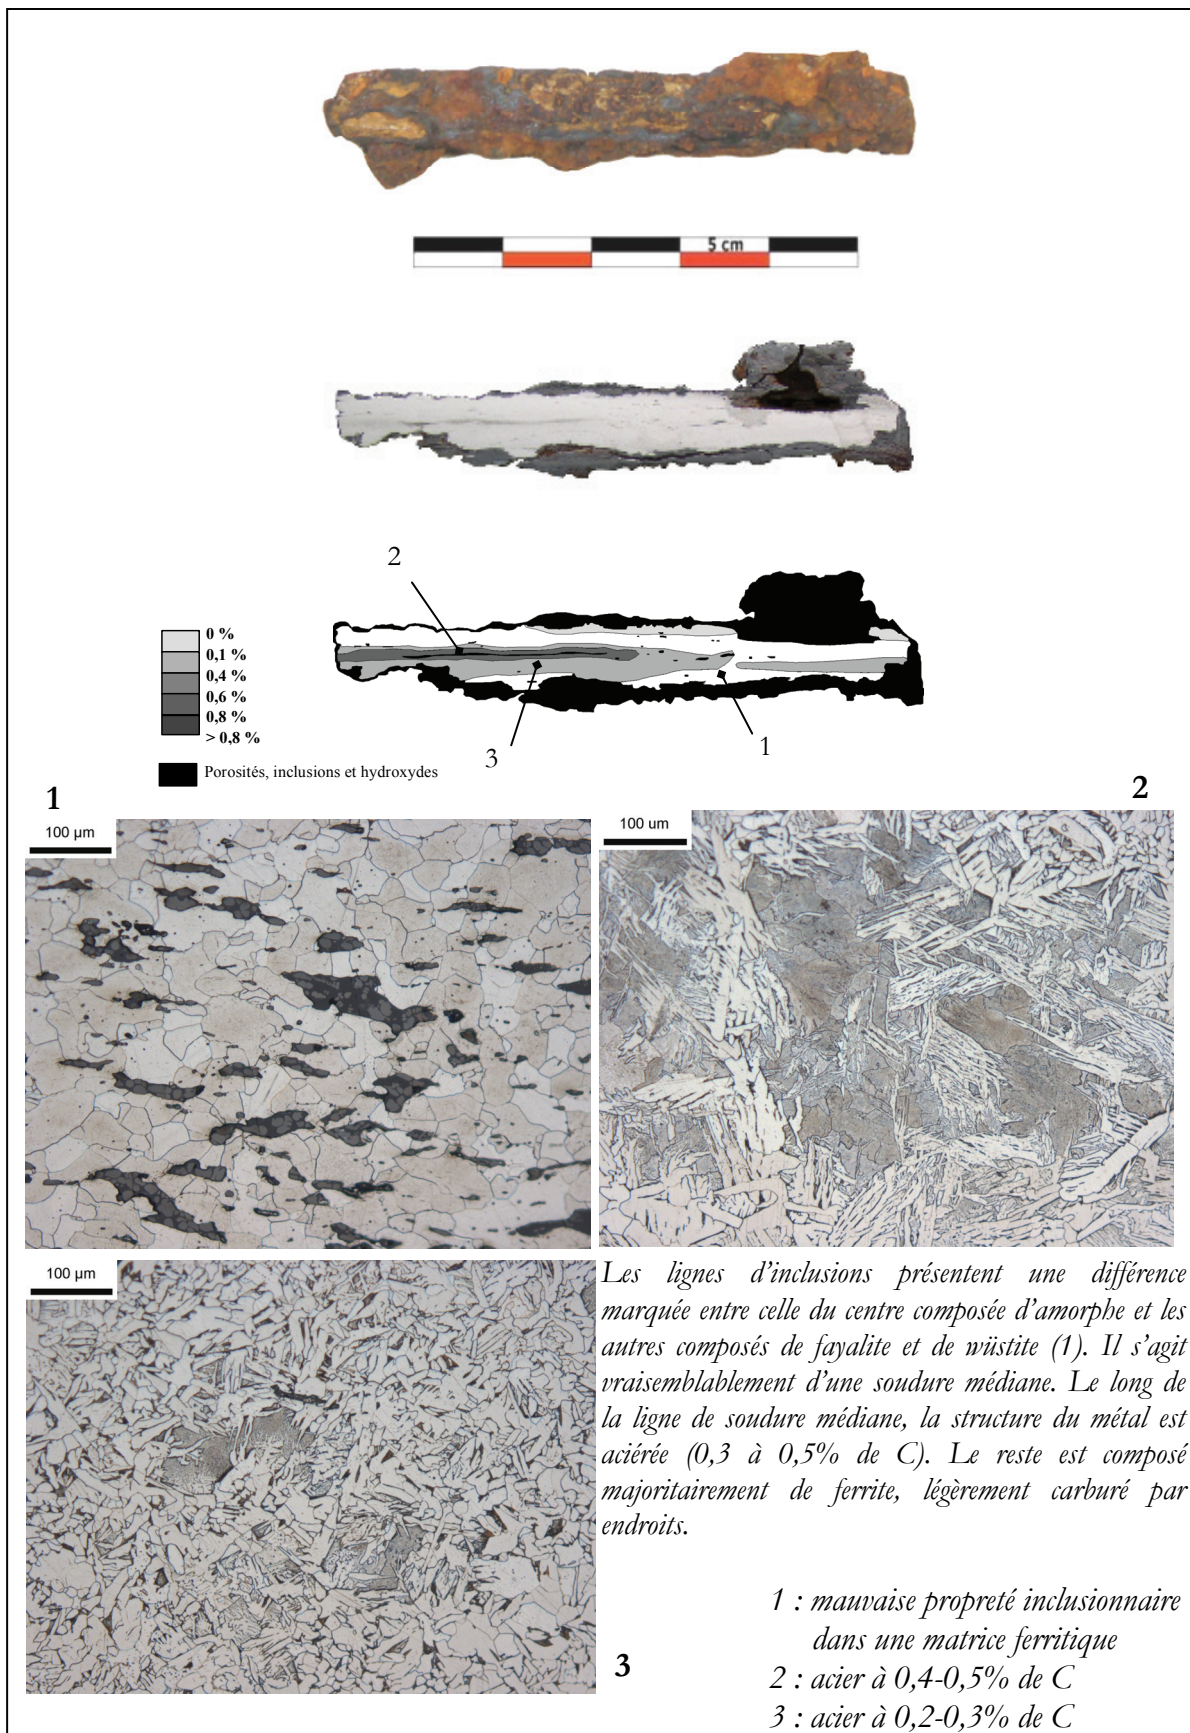 5 cm
2
0 %
0,1 %
0,4 %
0,6 %
0,8 %
> 0,8 %
3
1
Porosités, inclusions et hydroxydes
1
2
100 µm
100 um
100 µm
Les lignes d'inclusions présentent une différence
marquée entre celle du centre composée d'amorphe et les
autres composés de fayalite et de wüstite (1). Il s'agit
vraisemblablement d'une soudure médiane. Le long de
la ligne de soudure médiane, la structure du métal est
aciérée (0,3 à 0,5% de C). Le reste est composé
majoritairement de ferrite, légèrement carburé par
endroits.
1 : mauvaise propreté inclusionnaire
dans une matrice ferritique
2 : acier à 0,4-0,5% de C
3 : acier à 0,2-0,3% de C
3